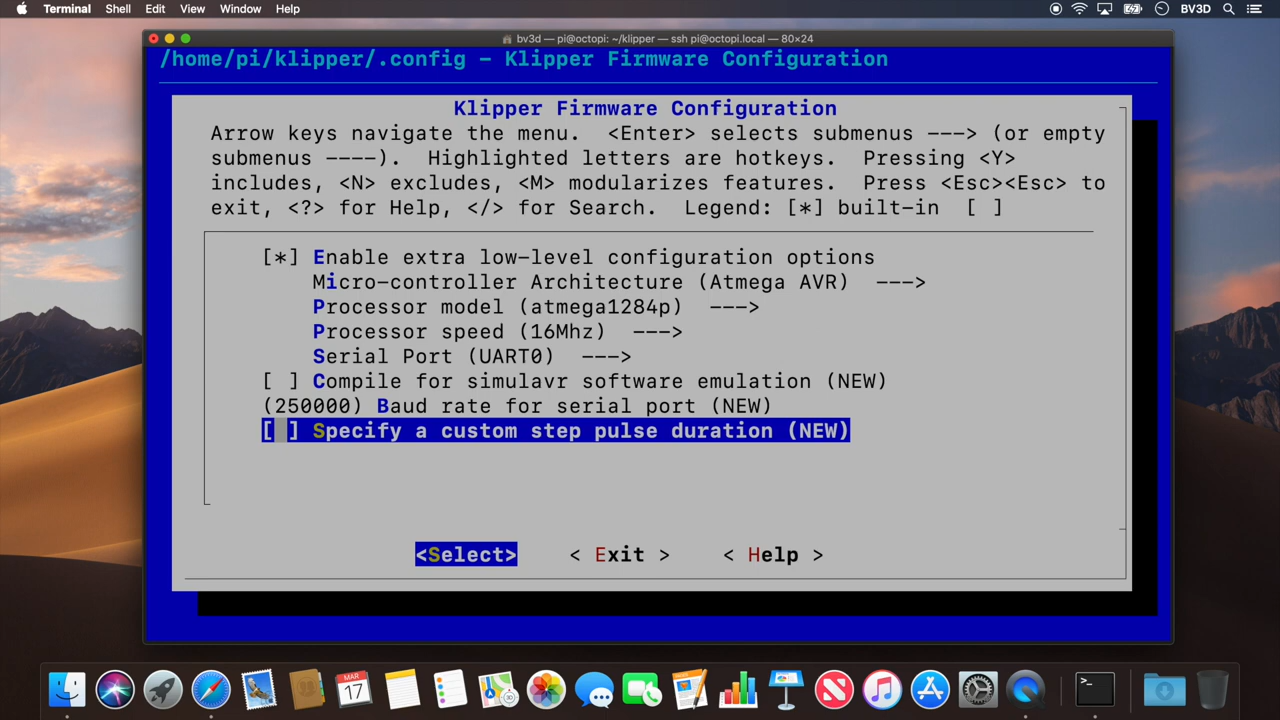 Terminal Shell Edit View Window Help BV3D
bv3d — pi@octopi: ~/klipper — ssh pi@octopi.local — 80×24
/home/pi/klipper/.config - Klipper Firmware Configuration
Klipper Firmware Configuration
Arrow keys navigate the menu. <Enter> selects submenus ---> (or empty
submenus ----). Highlighted letters are hotkeys. Pressing <Y>
includes, <N> excludes, <M> modularizes features. Press <Esc><Esc> to
exit, <?> for Help, </> for Search. Legend: [*] built-in [ ]
[*] Enable extra low-level configuration options
Micro-controller Architecture (Atmega AVR) --->
Processor model (atmega1284p) --->
Processor speed (16Mhz) --->
Serial Port (UART0) --->
[ ] Compile for simulavr software emulation (NEW)
(250000) Baud rate for serial port (NEW)
[ ] Specify a custom step pulse duration (NEW)
<Select> < Exit > < Help >
MAR
17
>_